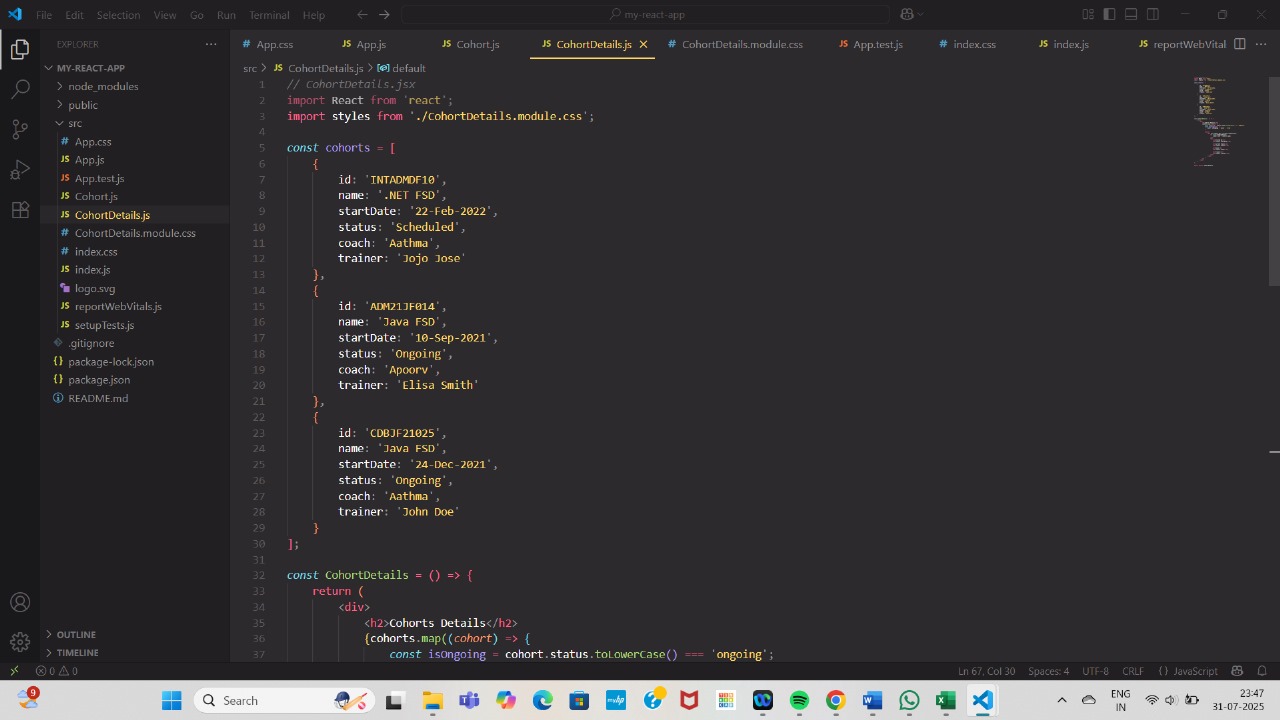 File Edit Selection View Go Run Terminal Help
my-react-app
EXPLORER
MY-REACT-APP
node_modules
public
src
App.css
App.js
App.test.js
Cohort.js
CohortDetails.js
CohortDetails.module.css
index.css
index.js
logo.svg
reportWebVitals.js
setupTests.js
.gitignore
package-lock.json
package.json
README.md
OUTLINE
TIMELINE
App.css App.js Cohort.js CohortDetails.js CohortDetails.module.css App.test.js index.css index.js reportWebVital
src > JS CohortDetails.js > default
1 // CohortDetails.jsx
2 import React from 'react';
3 import styles from './CohortDetails.module.css';
4
5 const cohorts = [
6 {
7 id: 'INTADMDF10',
8 name: '.NET FSD',
9 startDate: '22-Feb-2022',
10 status: 'Scheduled',
11 coach: 'Aathma',
12 trainer: 'Jojo Jose'
13 },
14 {
15 id: 'ADM21JF014',
16 name: 'Java FSD',
17 startDate: '10-Sep-2021',
18 status: 'Ongoing',
19 coach: 'Apoorv',
20 trainer: 'Elisa Smith'
21 },
22 {
23 id: 'CDBJF21025',
24 name: 'Java FSD',
25 startDate: '24-Dec-2021',
26 status: 'Ongoing',
27 coach: 'Aathma',
28 trainer: 'John Doe'
29 }
30 ];
31
32 const CohortDetails = () => {
33 return (
34 <div>
35 <h2>Cohorts Details</h2>
36 {cohorts.map((cohort) => {
37 const isOngoing = cohort.status.toLowerCase() === 'ongoing';
0 0 Ln 67, Col 30 Spaces: 4 UTF-8 CRLF {} JavaScript
9
Search
ENG
IN
23:47
31-07-2025